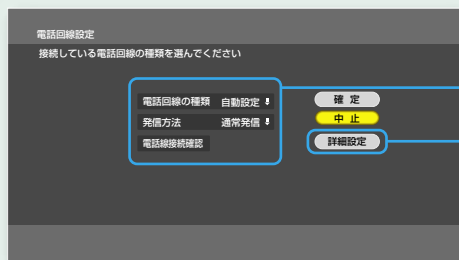 電話回線設定
接続している電話回線の種類を選んでください
電話回線の種類 自動設定
発信方法 通常発信
電話線接続確認
確 定
中 止
詳細設定